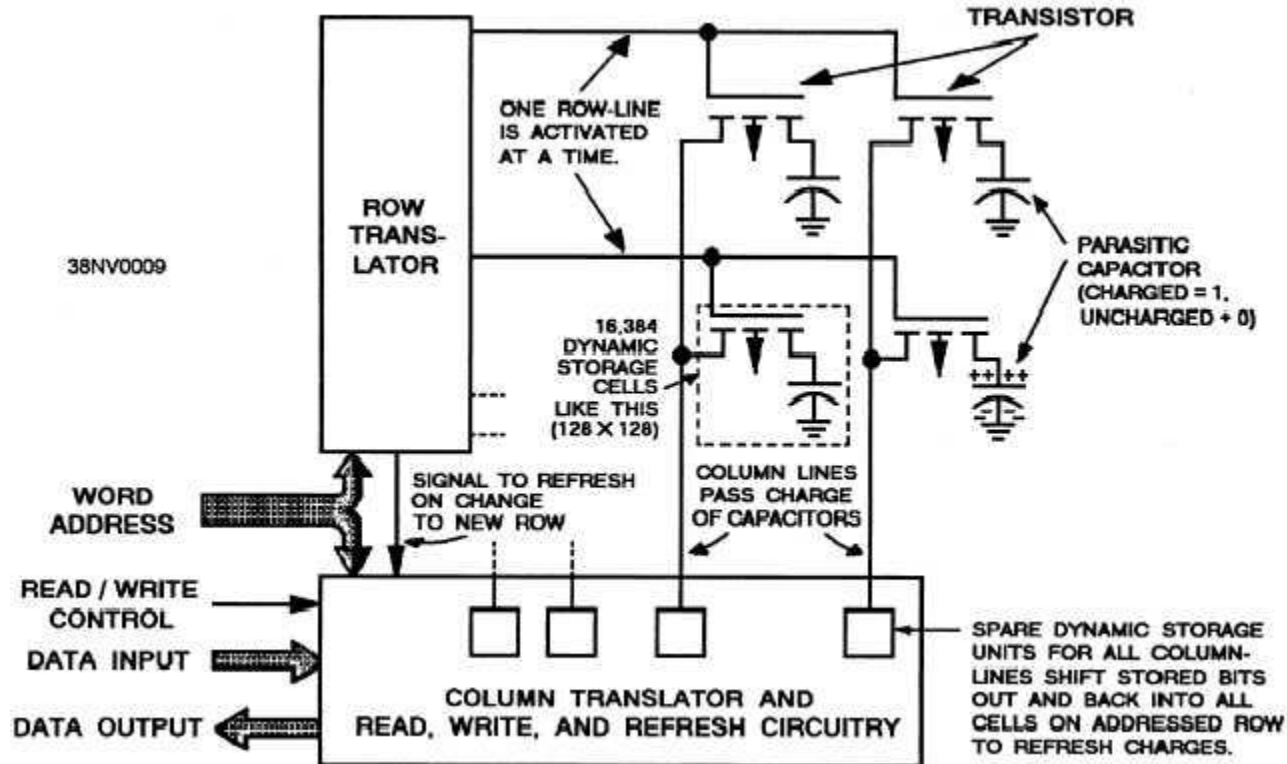 TRANSISTOR
ONE ROW-LINE
IS ACTIVATED
AT A TIME.
ROW
TRANS-
LATOR
38NV0009
PARASITIC
CAPACITOR
(CHARGED = 1,
UNCHARGED + 0)
16,384
DYNAMIC
STORAGE
CELLS
LIKE THIS
(128 X 128)
+ + + +
- - -
WORD
ADDRESS
SIGNAL TO REFRESH
ON CHANGE
TO NEW ROW
COLUMN LINES
PASS CHARGE
OF CAPACITORS
READ / WRITE
CONTROL
DATA INPUT
DATA OUTPUT
COLUMN TRANSLATOR AND
READ, WRITE, AND REFRESH CIRCUITRY
SPARE DYNAMIC STORAGE
UNITS FOR ALL COLUMN-
LINES SHIFT STORED BITS
OUT AND BACK INTO ALL
CELLS ON ADDRESSED ROW
TO REFRESH CHARGES.